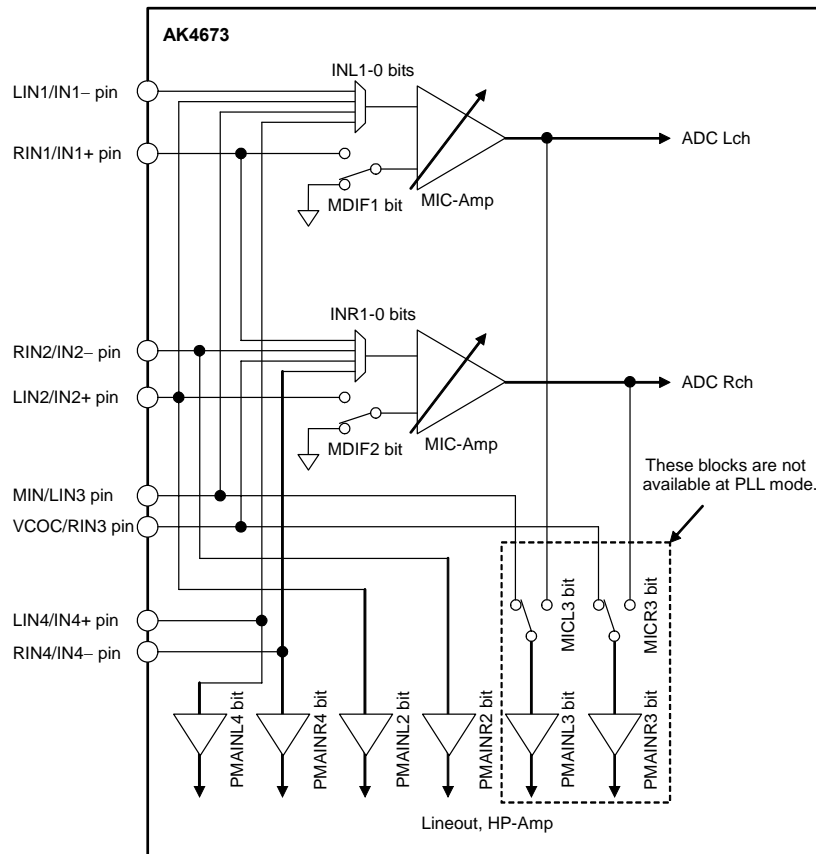 AK4673
INL1-0 bits
LIN1/IN1− pin
ADC Lch
RIN1/IN1+ pin
MDIF1 bit
MIC-Amp
INR1-0 bits
RIN2/IN2− pin
ADC Rch
LIN2/IN2+ pin
MDIF2 bit
MIC-Amp
These blocks are not
available at PLL mode.
MIN/LIN3 pin
VCOC/RIN3 pin
MICL3 bit
MICR3 bit
LIN4/IN4+ pin
RIN4/IN4− pin
PMAINL4 bit
PMAINR4 bit
PMAINL2 bit
PMAINR2 bit
PMAINL3 bit
PMAINR3 bit
Lineout, HP-Amp